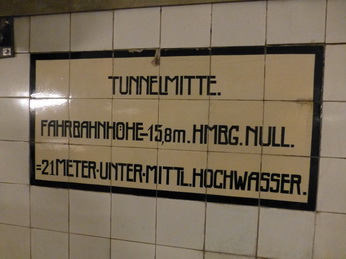 TUNNELMITTE.
FAHRBAHNHÖHE-15,8m. HMBG. NULL.
=21 METER·UNTER·MITTL. HOCHWASSER.